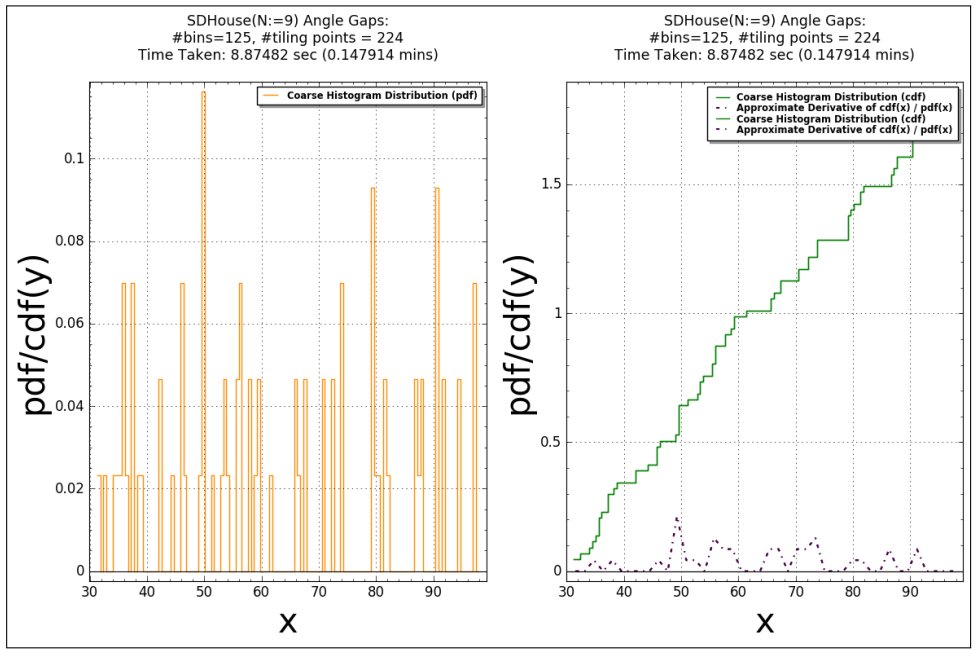 SDHouse(N:=9) Angle Gaps:
#bins=125, #tiling points = 224
Time Taken: 8.87482 sec (0.147914 mins)
Coarse Histogram Distribution (pdf)
0.1
0.08
0.06
0.04
0.02
0
30 40 50 60 70 80 90
pdf/cdf(y)
x
SDHouse(N:=9) Angle Gaps:
#bins=125, #tiling points = 224
Time Taken: 8.87482 sec (0.147914 mins)
Coarse Histogram Distribution (cdf)
Approximate Derivative of cdf(x) / pdf(x)
Coarse Histogram Distribution (cdf)
Approximate Derivative of cdf(x) / pdf(x)
1.5
1
0.5
0
30 40 50 60 70 80 90
pdf/cdf(y)
x